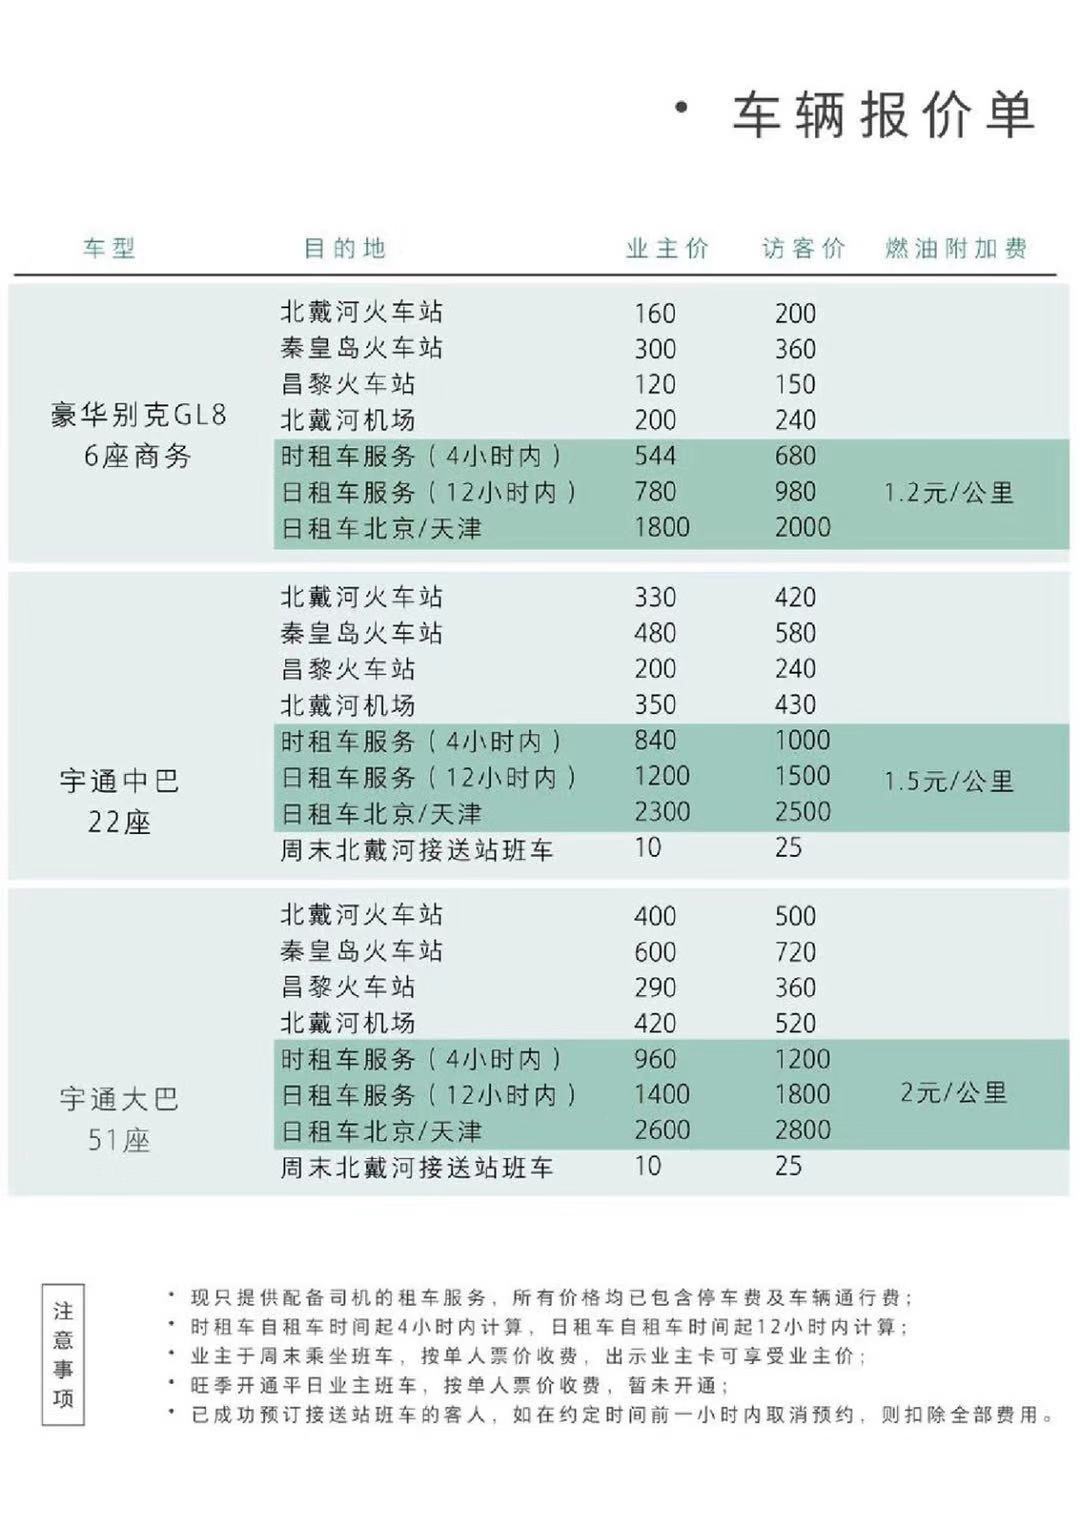 • 车辆报价单
车型 目的地 业主价 访客价 燃油附加费
北戴河火车站 160 200
秦皇岛火车站 300 360
昌黎火车站 120 150
豪华别克GL8
北戴河机场 200 240
6座商务
时租车服务（4小时内） 544 680
日租车服务（12小时内） 780 980 1.2元/公里
日租车北京/天津 1800 2000
北戴河火车站 330 420
秦皇岛火车站 480 580
昌黎火车站 200 240
北戴河机场 350 430
时租车服务（4小时内） 840 1000
宇通中巴
日租车服务（12小时内） 1200 1500 1.5元/公里
22座
日租车北京/天津 2300 2500
周末北戴河接送站班车 10 25
北戴河火车站 400 500
秦皇岛火车站 600 720
昌黎火车站 290 360
北戴河机场 420 520
时租车服务（4小时内） 960 1200
宇通大巴
日租车服务（12小时内） 1400 1800 2元/公里
51座
日租车北京/天津 2600 2800
周末北戴河接送站班车 10 25
注意事项
• 现只提供配备司机的租车服务，所有价格均已包含停车费及车辆通行费；
• 时租车自租车时间起4小时内计算，日租车自租车时间起12小时内计算；
• 业主于周末乘坐班车，按单人票价收费，出示业主卡可享受业主价；
• 旺季开通平日业主班车，按单人票价收费，暂未开通；
• 已成功预订接送站班车的客人，如在约定时间前一小时内取消预约，则扣除全部费用。